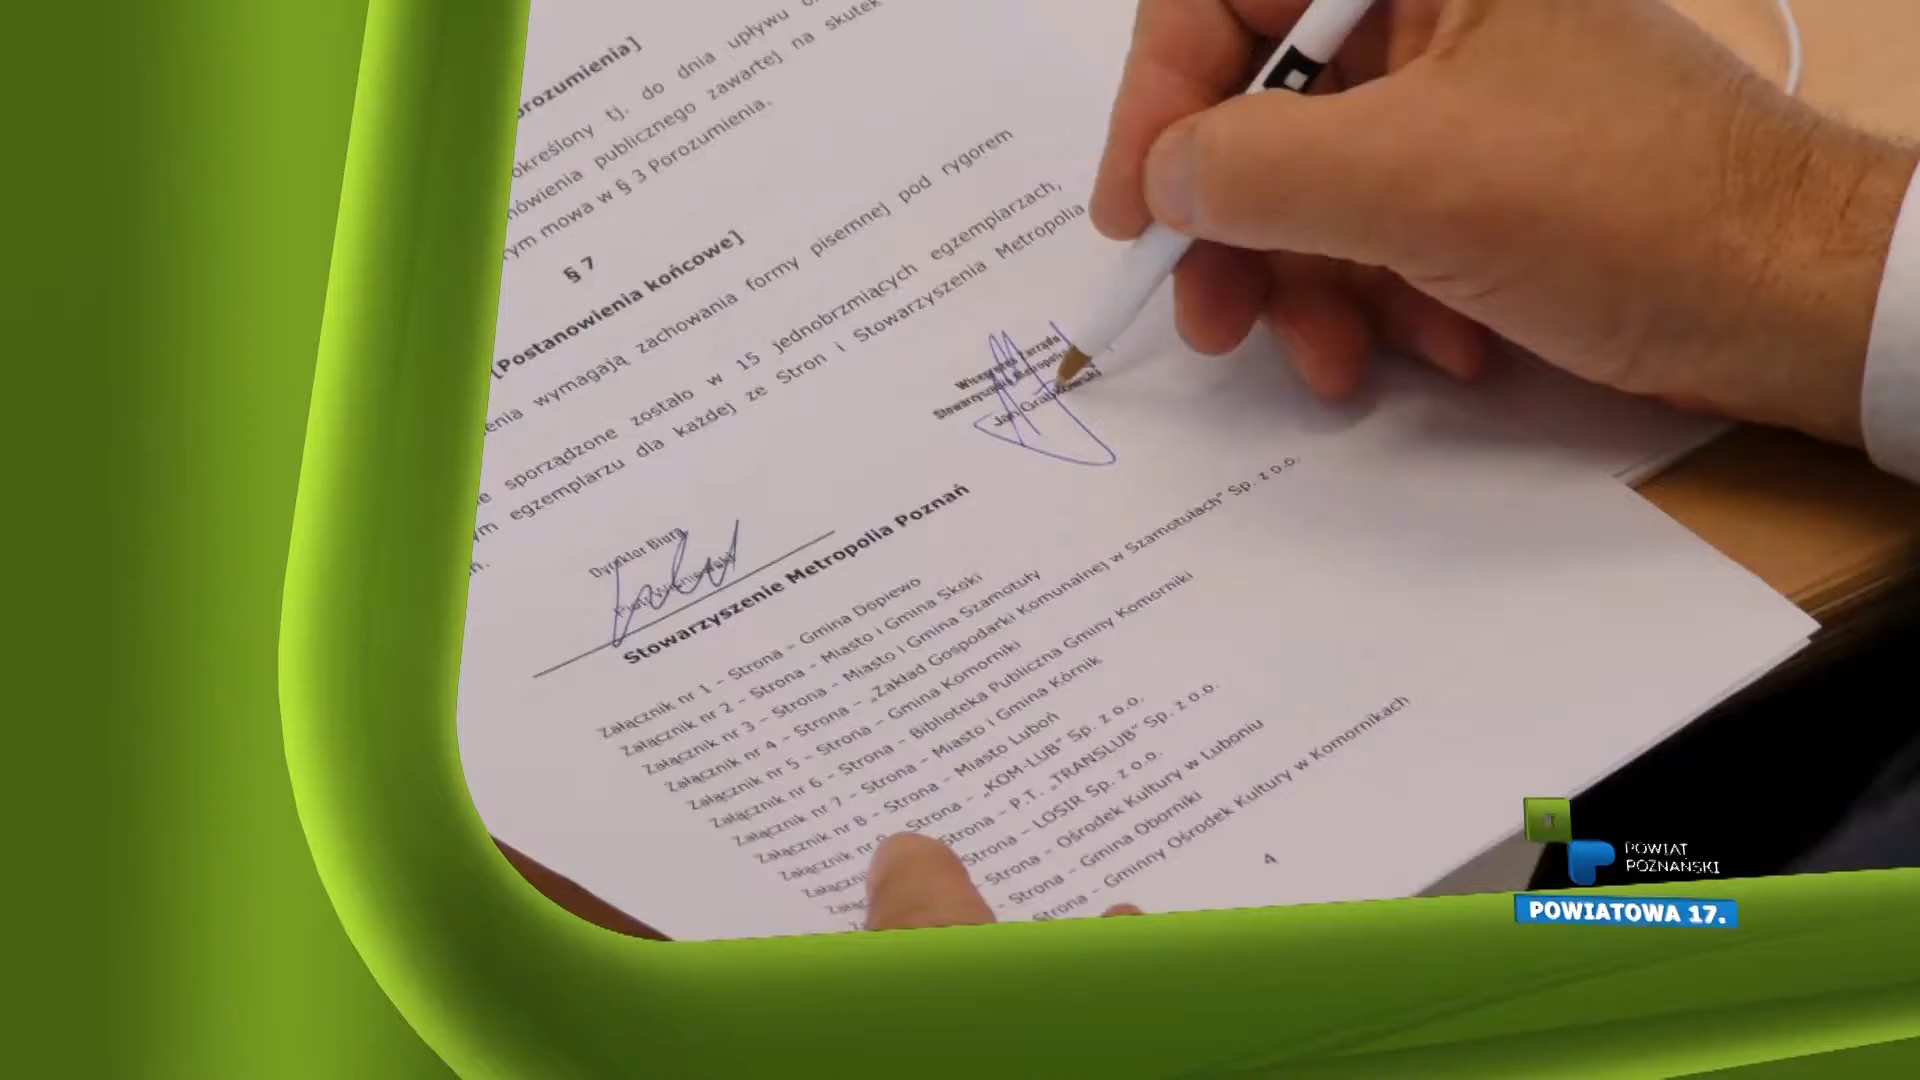 orozumienia]
określony tj. do dnia upływu
mówienia publicznego zawartej na skutek
rym mowa w § 3 Porozumienia.
§ 7
[Postanowienia końcowe]
enia wymagają zachowania formy pisemnej pod rygorem
e sporządzone zostało w 15 jednobrzmiących egzemplarzach,
ym egzemplarzu dla każdej ze Stron i Stowarzyszenia Metropolia
n.
Stowarzyszenia Metropolia
Jan Grabkowski
Dyrektor Biura
Stowarzyszenie Metropolia Poznań
Załącznik nr 1 – Strona – Gmina Dopiewo
Załącznik nr 2 – Strona – Miasto i Gmina Skoki
Załącznik nr 3 – Strona – Miasto i Gmina Szamotuły
Załącznik nr 4 – Strona – „Zakład Gospodarki Komunalnej w Szamotułach" Sp. z o.o.
Załącznik nr 5 – Strona – Gmina Komorniki
Załącznik nr 6 – Strona – Biblioteka Publiczna Gminy Komorniki
Załącznik nr 7 – Strona – Miasto i Gmina Kórnik
Załącznik nr 8 – Strona – Miasto Luboń
Załącznik nr 9 – Strona – „KOM-LUB" Sp. z o.o.
Strona – P.T. „TRANSLUB" Sp. z o.o.
Strona – LOSIR Sp. z o.o.
– Strona – Ośrodek Kultury w Luboniu
– Strona – Gmina Oborniki
Strona – Gminny Ośrodek Kultury w Komornikach
4
POWIAT
POZNAŃSKI
POWIATOWA 17.